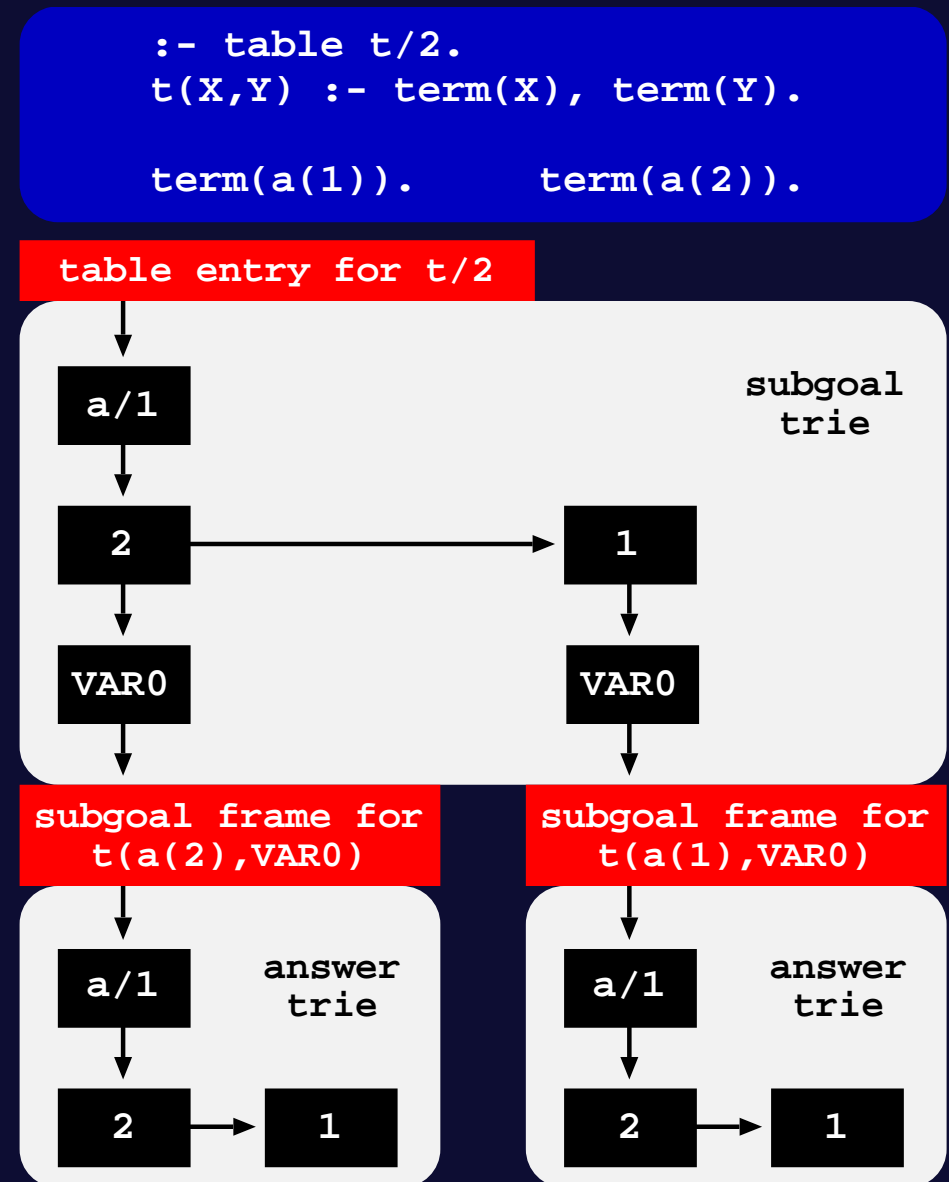 :- table t/2.
t(X,Y) :- term(X), term(Y).
term(a(1)). term(a(2)).
table entry for t/2
a/1
subgoal
trie
2
1
VAR0
VAR0
subgoal frame for
t(a(2),VAR0)
subgoal frame for
t(a(1),VAR0)
a/1
answer
trie
2
1
a/1
answer
trie
2
1